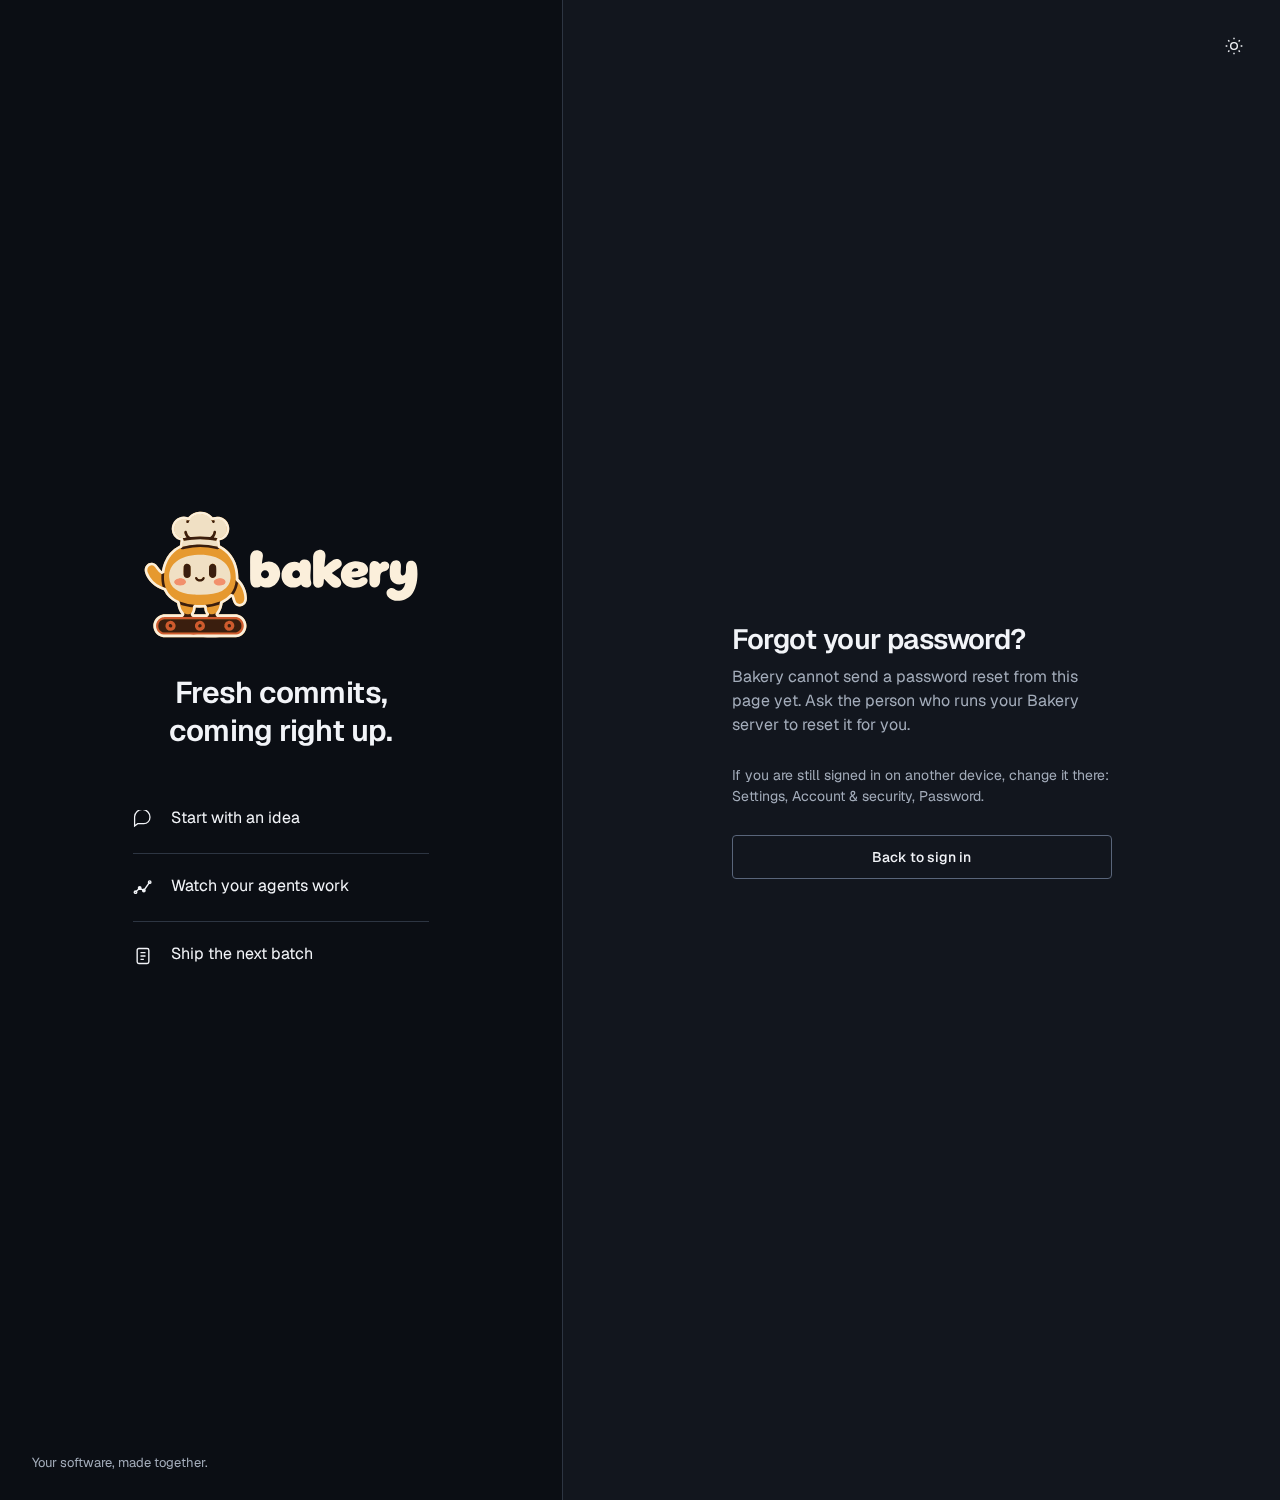 bakery
Fresh commits,
coming right up.
Start with an idea
Watch your agents work
Ship the next batch
Your software, made together.
Forgot your password?
Bakery cannot send a password reset from this
page yet. Ask the person who runs your Bakery
server to reset it for you.
If you are still signed in on another device, change it there:
Settings, Account & security, Password.
Back to sign in